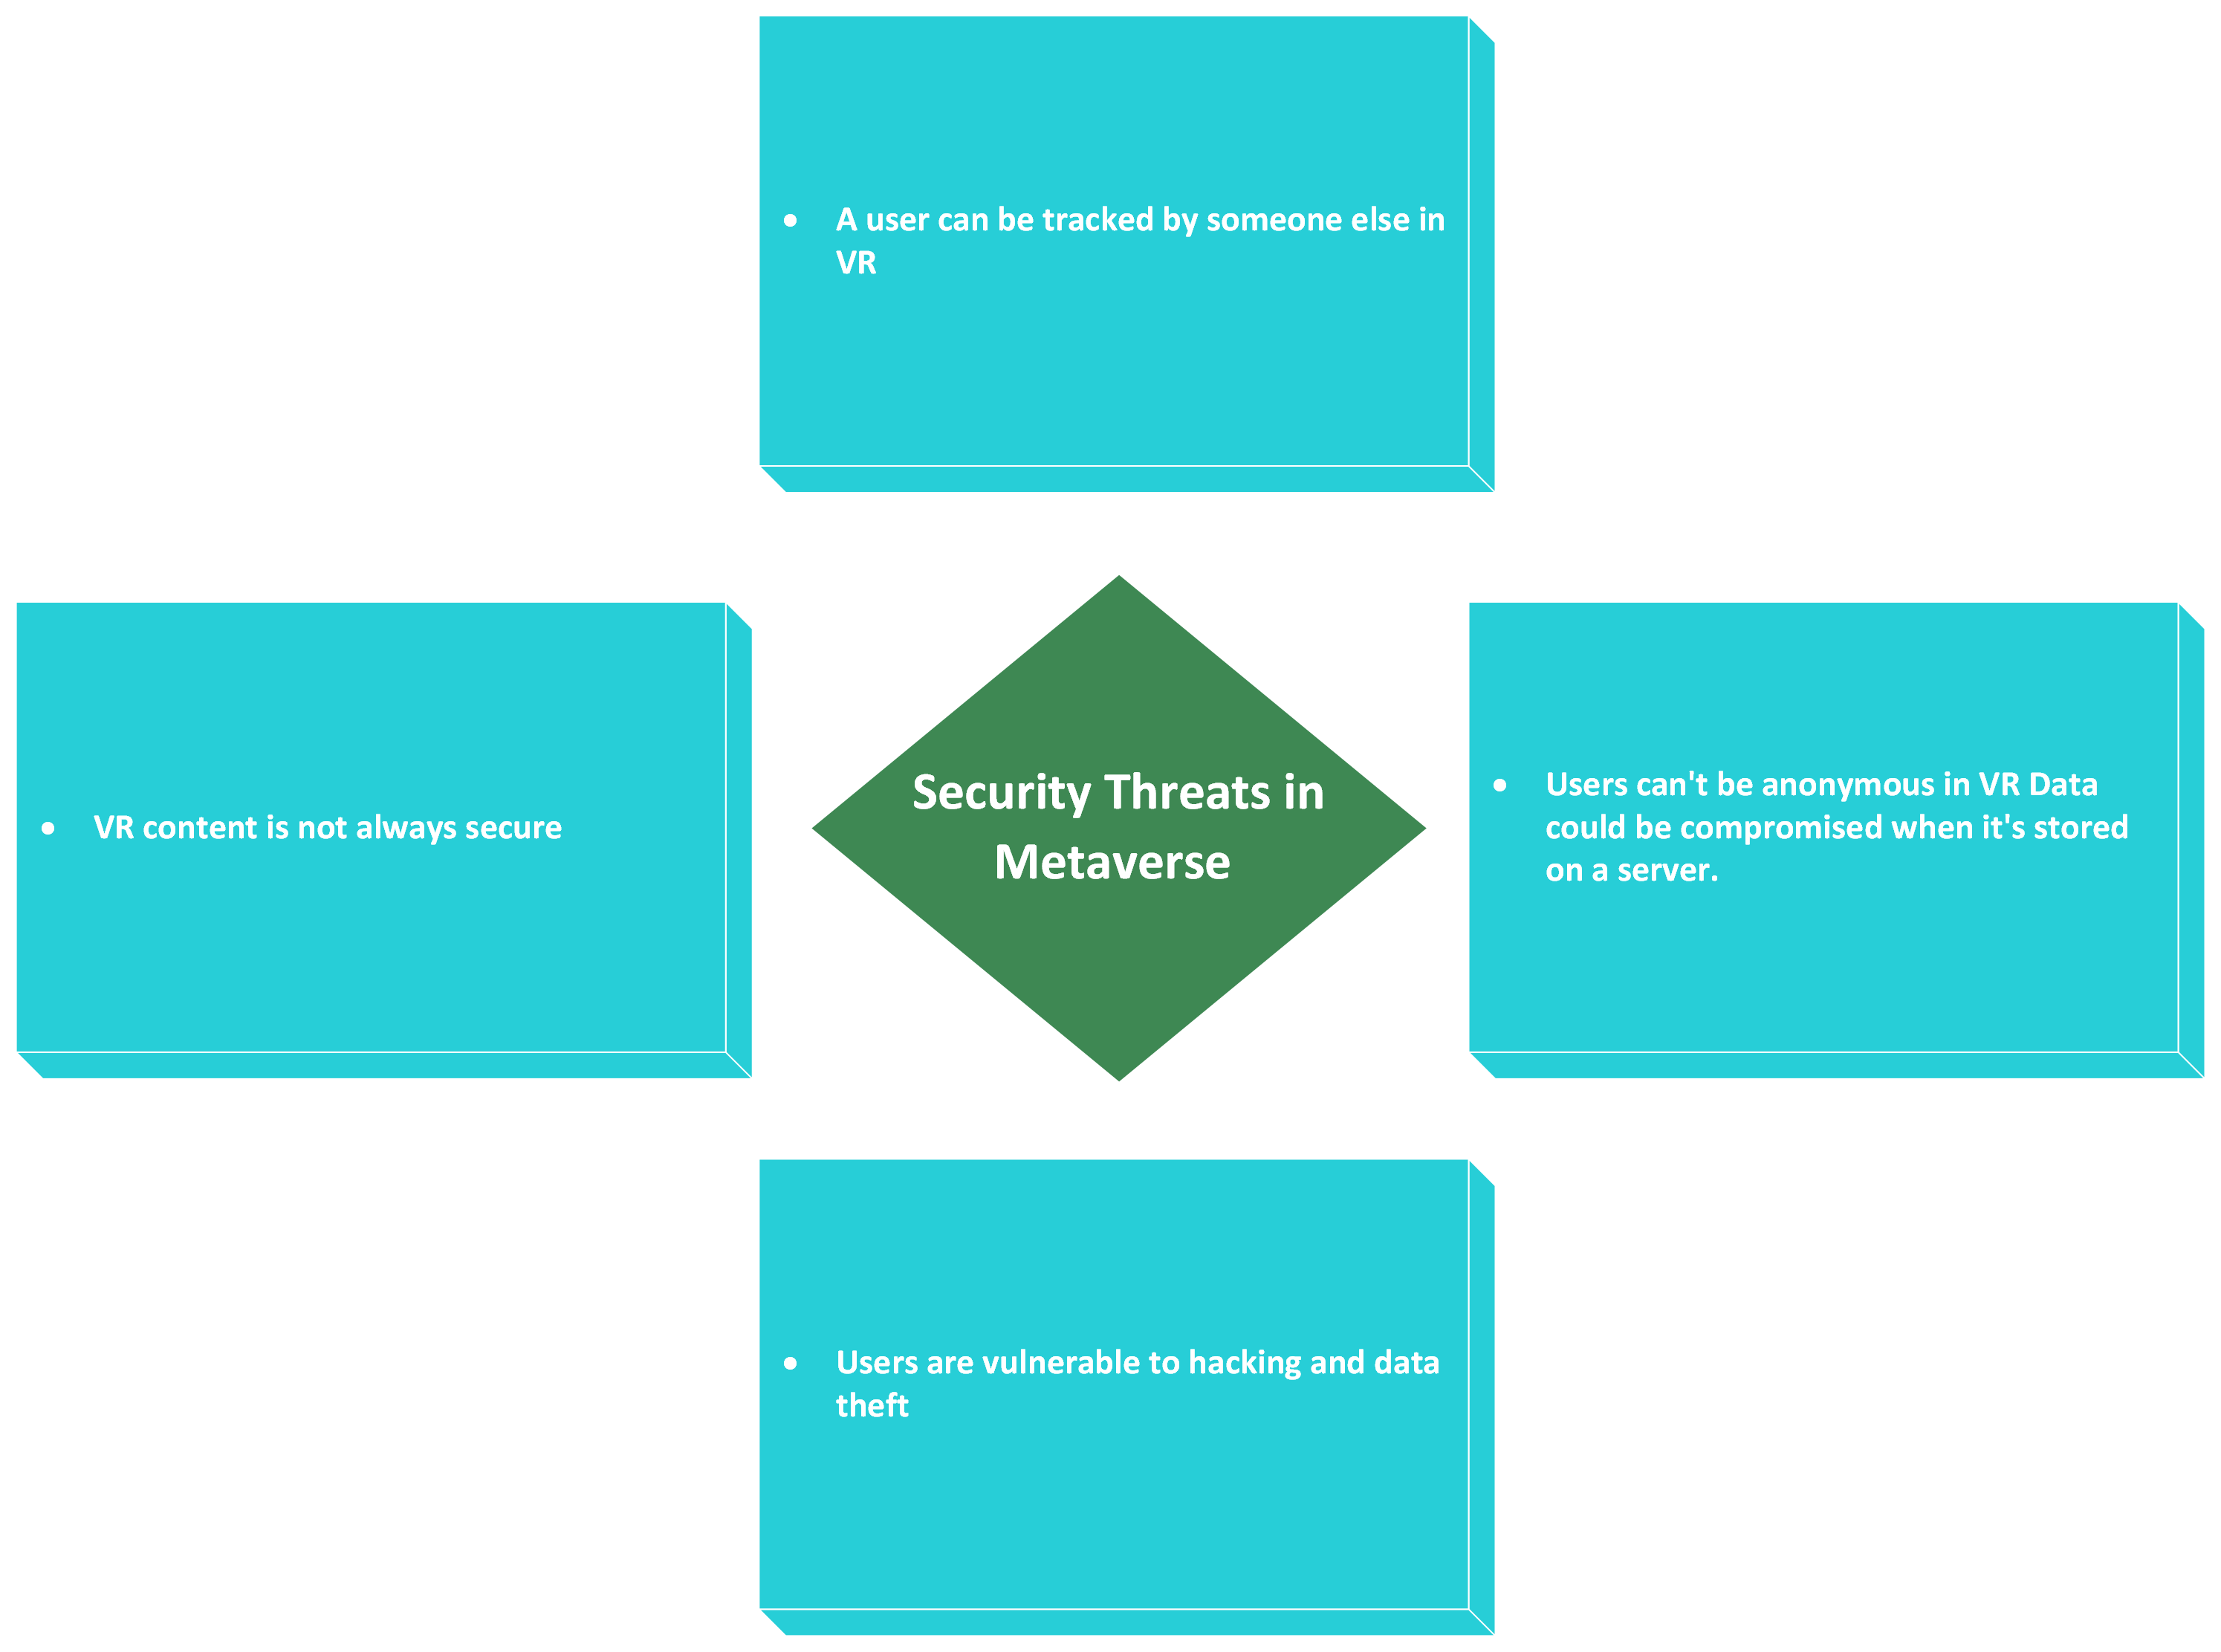 • A user can be tracked by someone else in
VR
• VR content is not always secure
Security Threats in
Metaverse
• Users can't be anonymous in VR Data
could be compromised when it's stored
on a server.
• Users are vulnerable to hacking and data
theft